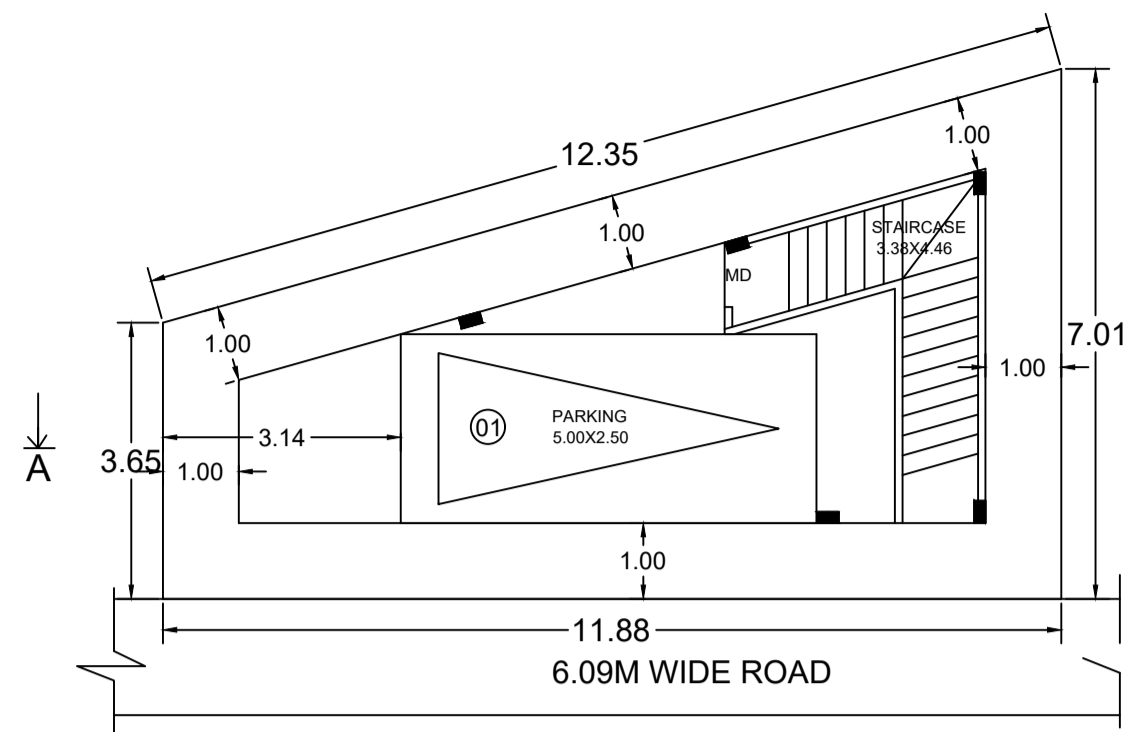 12.35
1.00
1.00
STAIRCASE
3.38X4.46
MD
1.00
7.01
1.00
01
PARKING
5.00X2.50
3.14
A
3.65
1.00
1.00
11.88
6.09M WIDE ROAD